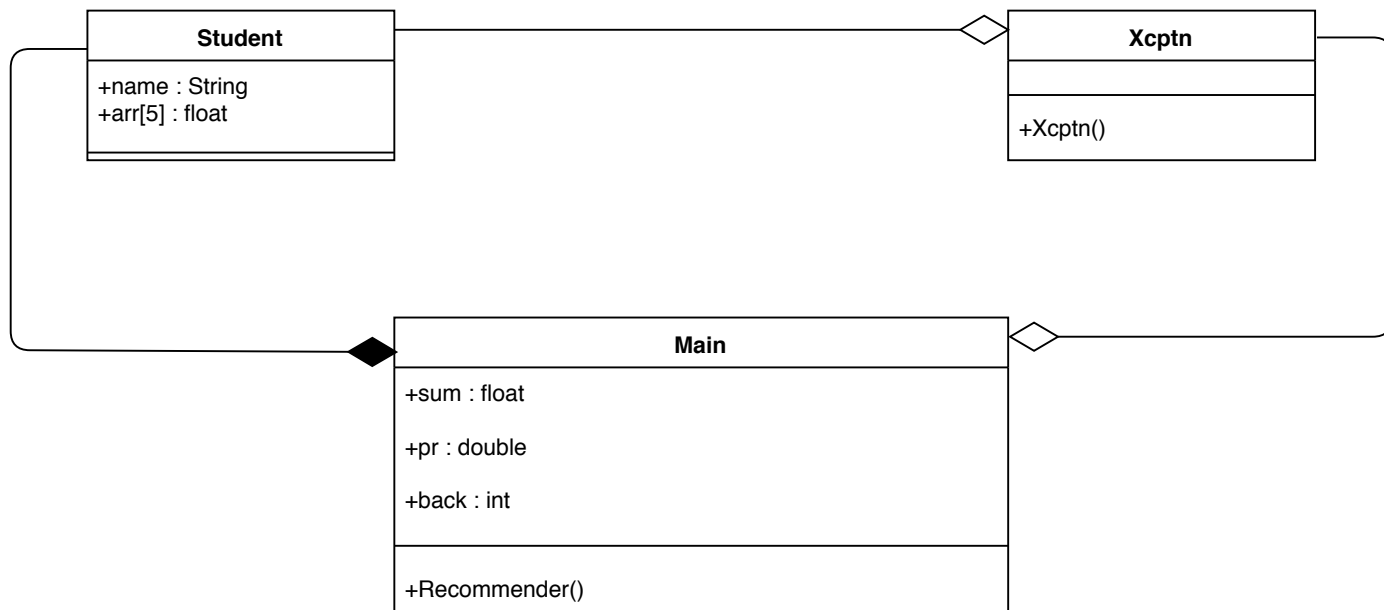 Student
+name : String
+arr[5] : float
Xcptn
+Xcptn()
Main
+sum : float
+pr : double
+back : int
+Recommender()